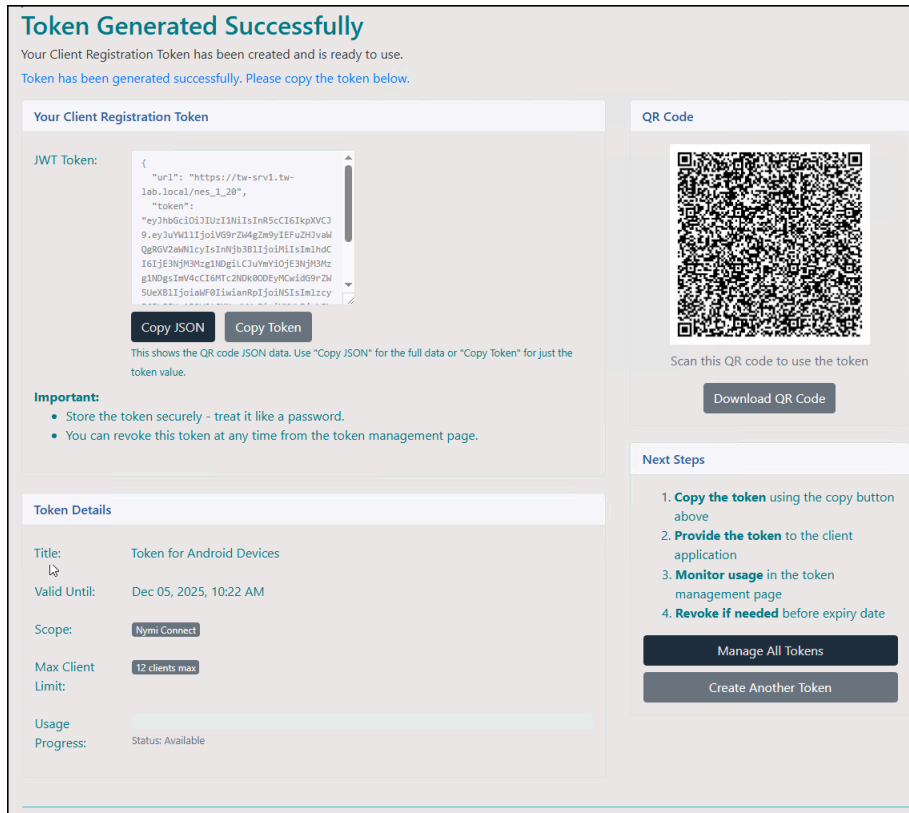 Token Generated Successfully
Your Client Registration Token has been created and is ready to use.
Token has been generated successfully. Please copy the token below.
Your Client Registration Token
JWT Token:
{
"url": "https://tw-srv1.tw-
lab.local/nes_1_20",
"token":
"eyJhbGciOiJIUzI1NiIsInR5cCI6IkpXVCJ
9.eyJuYW1lIjoiVG9rZW4gZm9yIEFuZHJvaW
QgRGV2aWNlcyIsInNjb3BlIjoiMiIsImlhdC
I6IjE3NjM3Mzg1NDgiLCJuYmYiOjE3NjM3Mz
g1NDgsImV4cCI6MTc2NDk0ODEyMCwidG9rZW
5UeXBlIjoiaWF0IiwianRpIjoiNSIsImlzcy
Copy JSON
Copy Token
This shows the QR code JSON data. Use "Copy JSON" for the full data or "Copy Token" for just the
token value.
Important:
• Store the token securely - treat it like a password.
• You can revoke this token at any time from the token management page.
Token Details
Title:
Token for Android Devices
Valid Until:
Dec 05, 2025, 10:22 AM
Scope:
Nymi Connect
Max Client
Limit:
12 clients max
Usage
Progress:
Status: Available
QR Code
Scan this QR code to use the token
Download QR Code
Next Steps
1. Copy the token using the copy button
above
2. Provide the token to the client
application
3. Monitor usage in the token
management page
4. Revoke if needed before expiry date
Manage All Tokens
Create Another Token